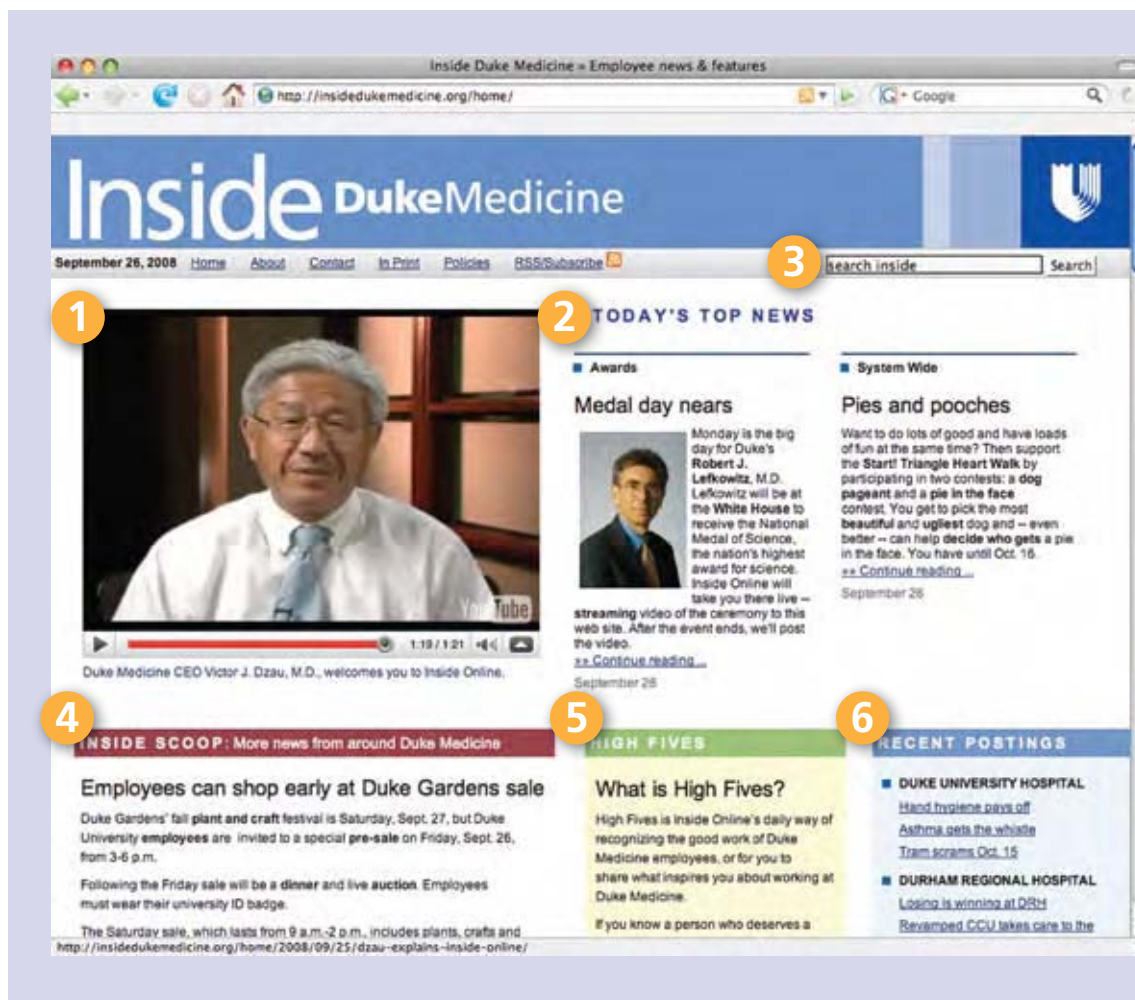 Inside Duke Medicine » Employee news & features
http://insidedukemedicine.org/home/
G Google
Inside DukeMedicine
September 26, 2008 Home About Contact In Print Policies RSS/Subscribe
3
search inside Search
1
YouTube
1:19 / 1:21
Duke Medicine CEO Victor J. Dzau, M.D., welcomes you to Inside Online.
2
TODAY'S TOP NEWS
Awards
Medal day nears
Monday is the big
day for Duke's
Robert J.
Lefkowitz, M.D.
Lefkowitz will be at
the White House to
receive the National
Medal of Science,
the nation's highest
award for science.
Inside Online will
take you there live --
streaming video of the ceremony to this
web site. After the event ends, we'll post
the video.
»» Continue reading ...
September 26
System Wide
Pies and pooches
Want to do lots of good and have loads
of fun at the same time? Then support
the Start! Triangle Heart Walk by
participating in two contests: a dog
pageant and a pie in the face
contest. You get to pick the most
beautiful and ugliest dog and -- even
better -- can help decide who gets a pie
in the face. You have until Oct. 16.
»» Continue reading ...
September 26
4
INSIDE SCOOP: More news from around Duke Medicine
Employees can shop early at Duke Gardens sale
Duke Gardens' fall plant and craft festival is Saturday, Sept. 27, but Duke
University employees are invited to a special pre-sale on Friday, Sept. 26,
from 3-6 p.m.
Following the Friday sale will be a dinner and live auction. Employees
must wear their university ID badge.
The Saturday sale, which lasts from 9 a.m.-2 p.m., includes plants, crafts and
5
HIGH FIVES
What is High Fives?
High Fives is Inside Online's daily way of
recognizing the good work of Duke
Medicine employees, or for you to
share what inspires you about working at
Duke Medicine.
If you know a person who deserves a
6
RECENT POSTINGS
DUKE UNIVERSITY HOSPITAL
Hand hygiene pays off
Asthma gets the whistle
Tram scrams Oct. 15
DURHAM REGIONAL HOSPITAL
Losing is winning at DRH
Revamped CCU takes care to the
http://insidedukemedicine.org/home/2008/09/25/dzau-explains-inside-online/